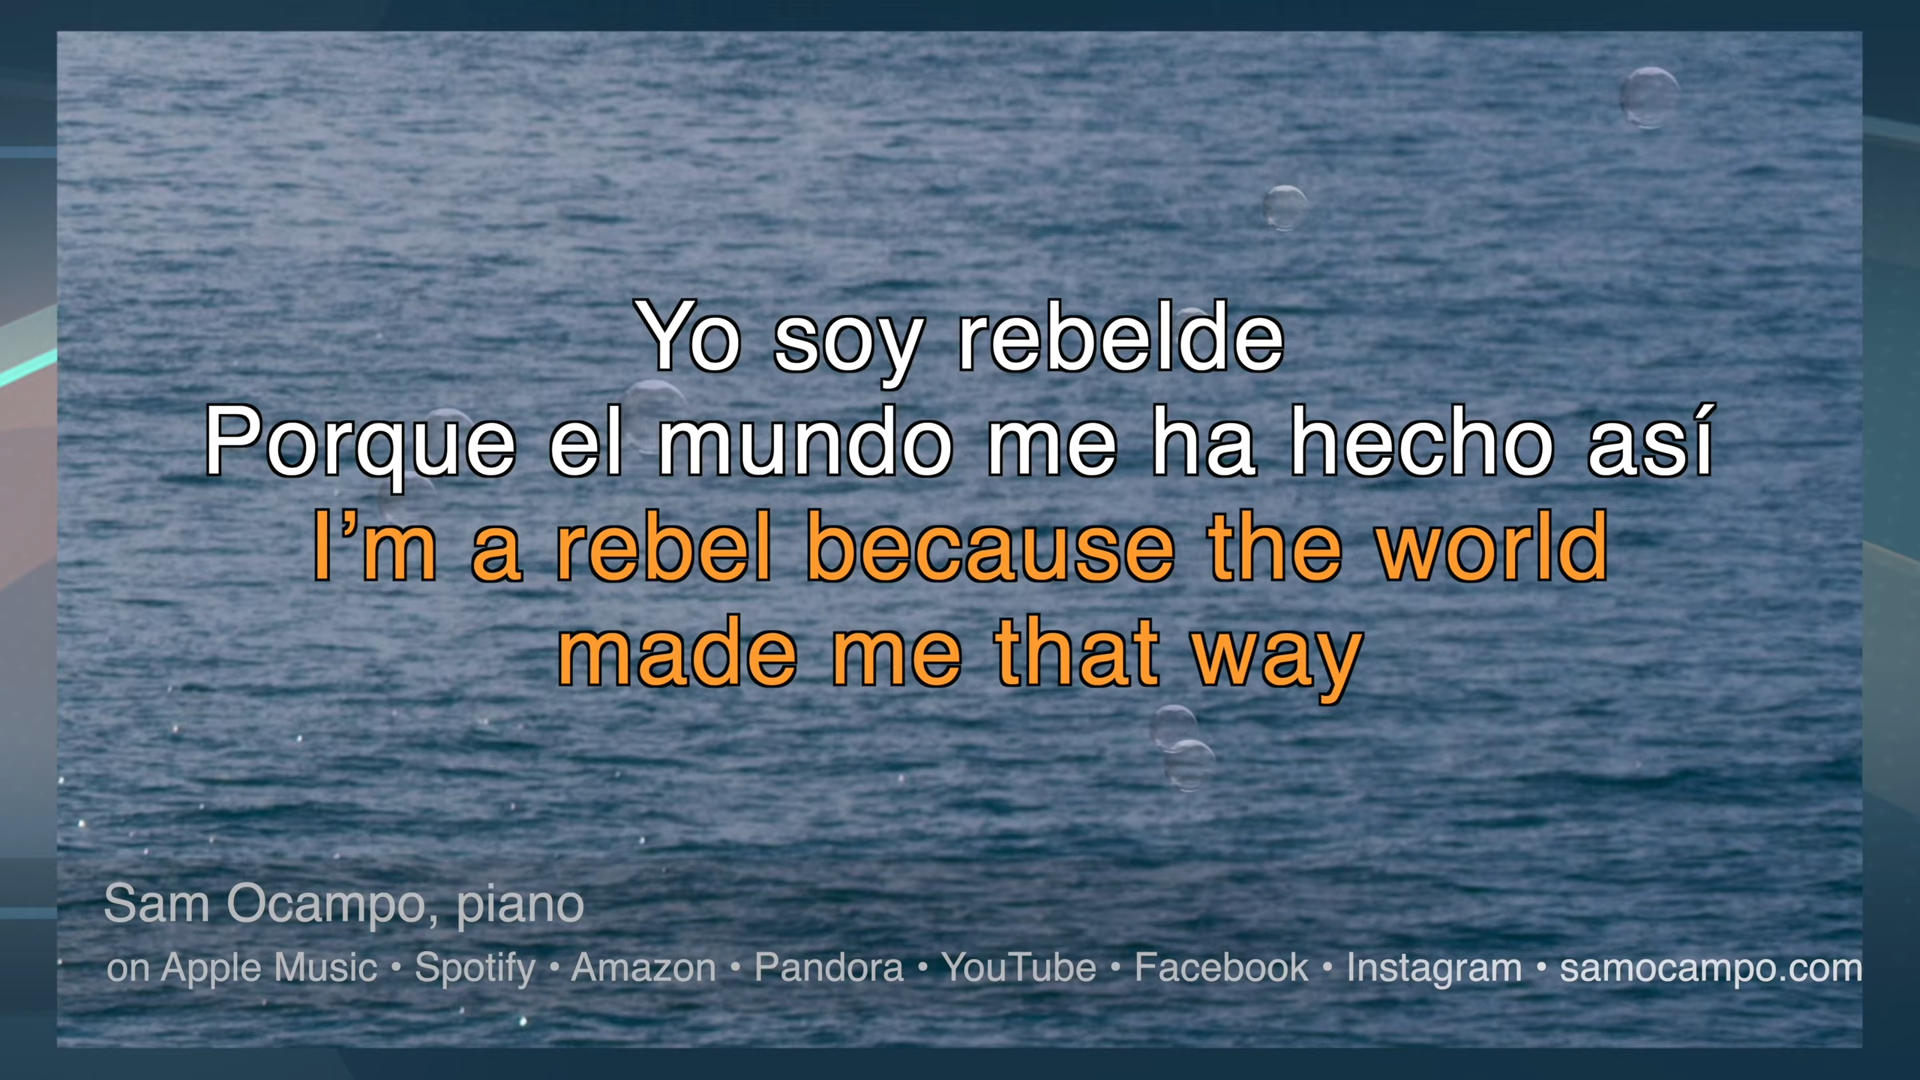 Yo soy rebelde
Porque el mundo me ha hecho así
I’m a rebel because the world
made me that way
Sam Ocampo, piano
on Apple Music • Spotify • Amazon • Pandora • YouTube • Facebook • Instagram • samocampo.com